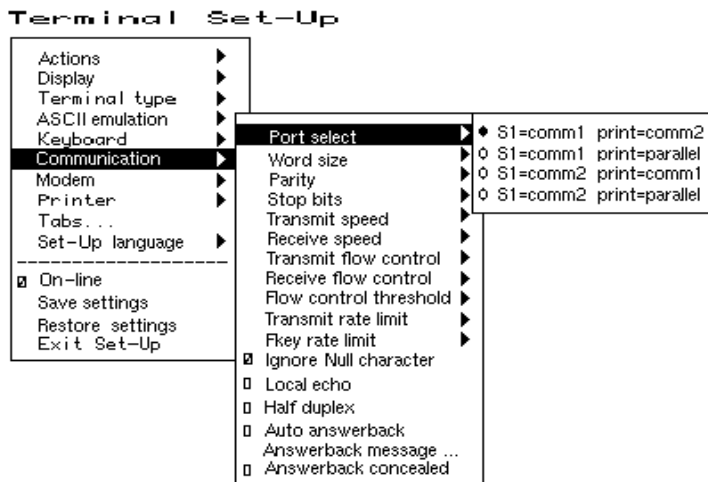 Terminal Set-Up
Actions
Display
Terminal type
ASCII emulation
Keyboard
Communication
Modem
Printer
Tabs...
Set-Up language
On-line
Save settings
Restore settings
Exit Set-Up
Port select
Word size
Parity
Stop bits
Transmit speed
Receive speed
Transmit flow control
Receive flow control
Flow control threshold
Transmit rate limit
Fkey rate limit
Ignore Null character
Local echo
Half duplex
Auto answerback
Answerback message ...
Answerback concealed
S1=comm1 print=comm2
S1=comm1 print=parallel
S1=comm2 print=comm1
S1=comm2 print=parallel